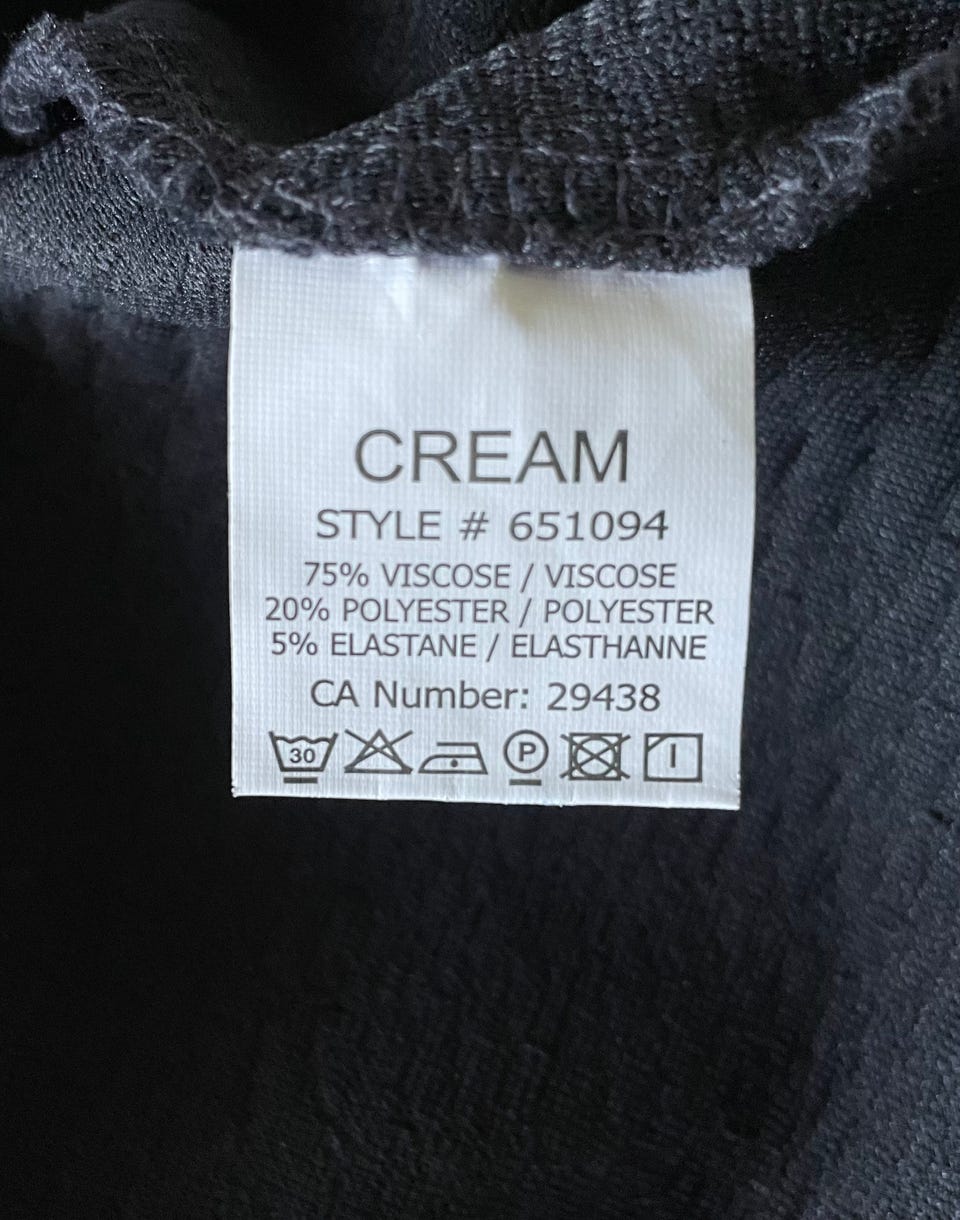 CREAM
STYLE # 651094
75% VISCOSE / VISCOSE
20% POLYESTER / POLYESTER
5% ELASTANE / ELASTHANNE
CA Number: 29438
30 P